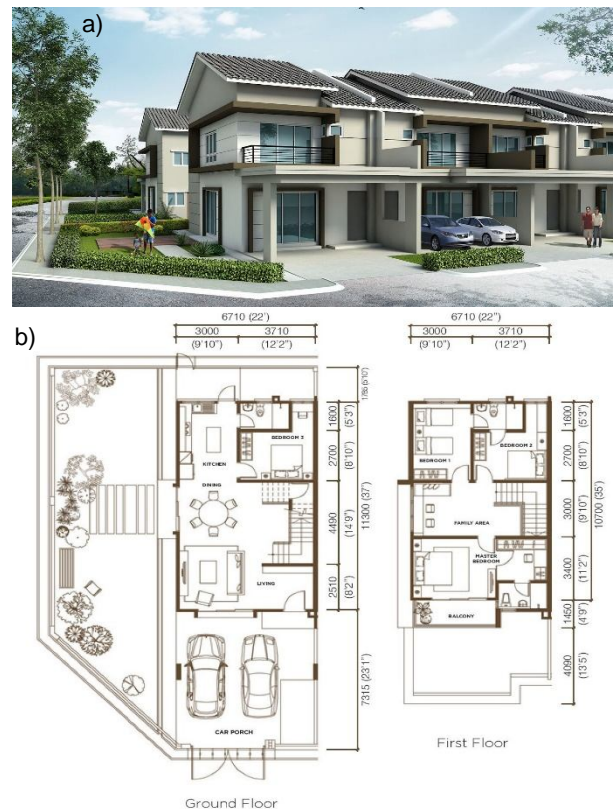 a)
b)
6710 (22')
3000
3710
(9'10")
(12'2")
1785 (5'10")
1600
(5'3")
2700
(8'10")
4490
(14'9")
2510
(8'2")
11300 (37')
7315 (23'1")
BEDROOM 3
KITCHEN
DINING
LIVING
CAR PORCH
Ground Floor
6710 (22')
3000
3710
(9'10")
(12'2")
1600
(5'3")
2700
(8'10")
3000
(9'10")
3400
(11'2")
1450
(4'9")
4090
(13'5)
10700 (35')
BEDROOM 1
BEDROOM 2
FAMILY AREA
MASTER
BEDROOM
BALCONY
First Floor